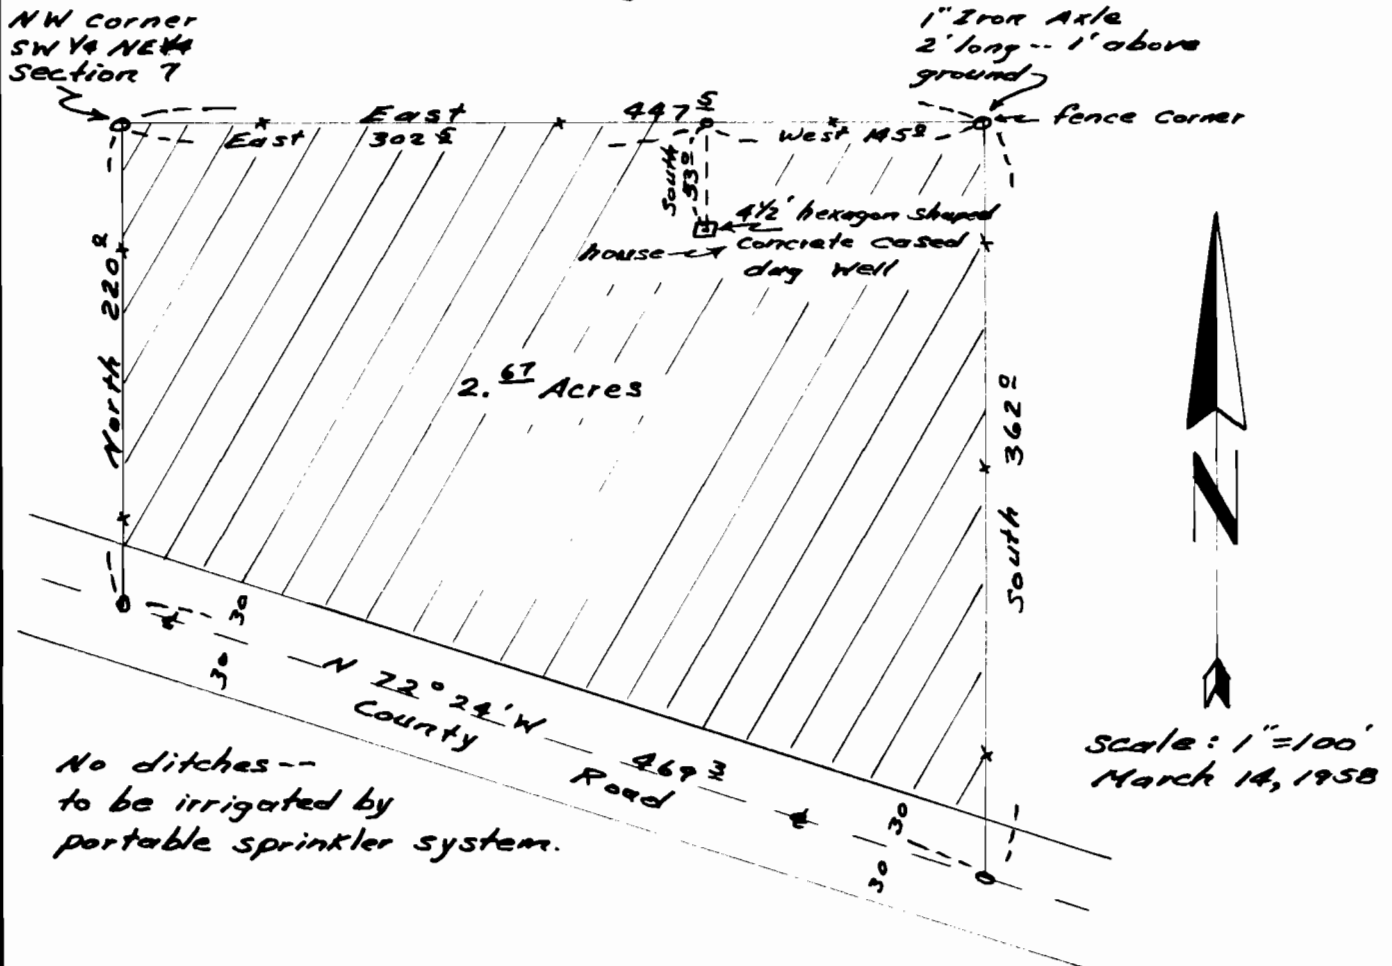 NW corner
SW 1/4 NE 1/4
Section 7
1" Iron Axle
2' long -- 1' above
ground
fence corner
East 447 5
East 302 5
West 145 0
South 53 0
4 1/2' hexagon shaped
concrete cased
dug well
house
North 220 0
2.67 Acres
South 362 0
N
30
30
N 72° 24' W 469 3
County Road
30
30
No ditches--
to be irrigated by
portable sprinkler system.
Scale: 1"=100'
March 14, 1958